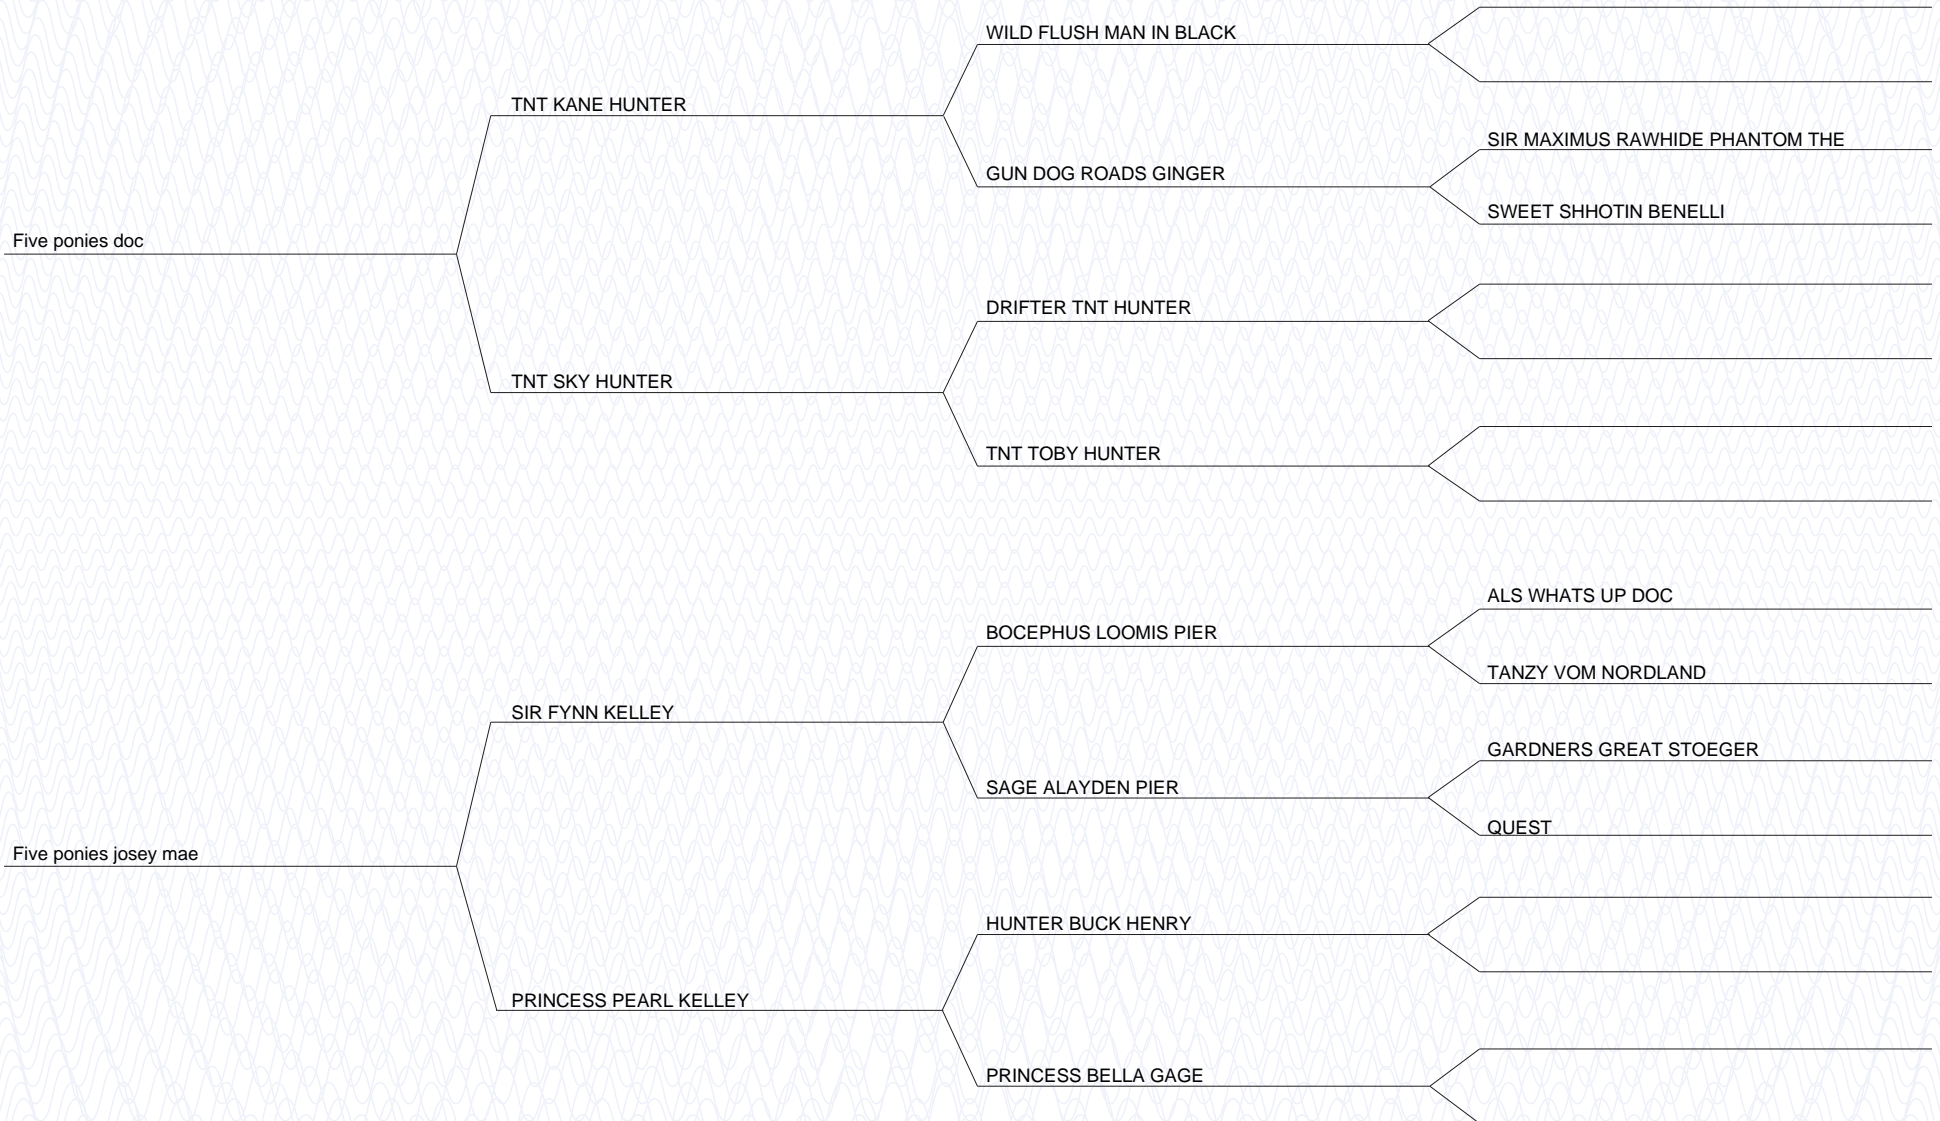 WILD FLUSH MAN IN BLACK
TNT KANE HUNTER
SIR MAXIMUS RAWHIDE PHANTOM THE
GUN DOG ROADS GINGER
SWEET SHHOTIN BENELLI
Five ponies doc
DRIFTER TNT HUNTER
TNT SKY HUNTER
TNT TOBY HUNTER
ALS WHATS UP DOC
BOCEPHUS LOOMIS PIER
TANZY VOM NORDLAND
SIR FYNN KELLEY
GARDNERS GREAT STOEGER
SAGE ALAYDEN PIER
QUEST
Five ponies josey mae
HUNTER BUCK HENRY
PRINCESS PEARL KELLEY
PRINCESS BELLA GAGE